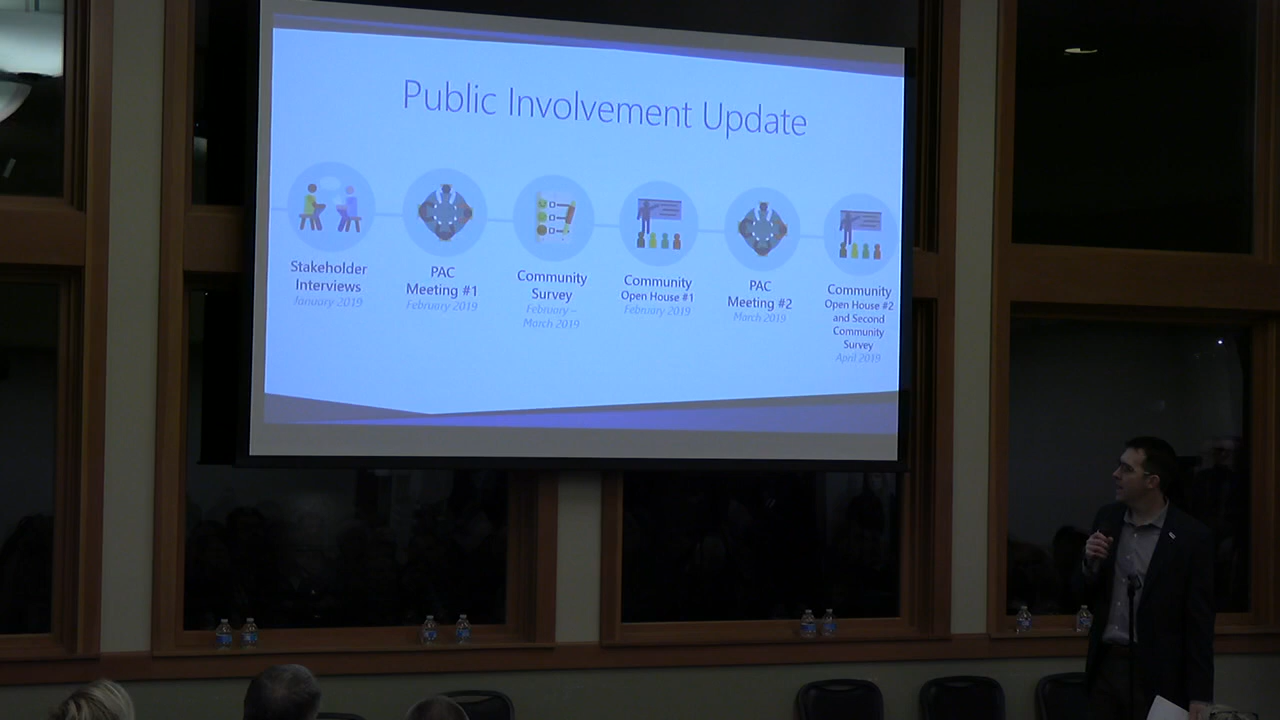 Public Involvement Update
Stakeholder
Interviews
January 2019
PAC
Meeting #1
February 2019
Community
Survey
February –
March 2019
Community
Open House #1
February 2019
PAC
Meeting #2
March 2019
Community
Open House #2
and Second
Community
Survey
April 2019